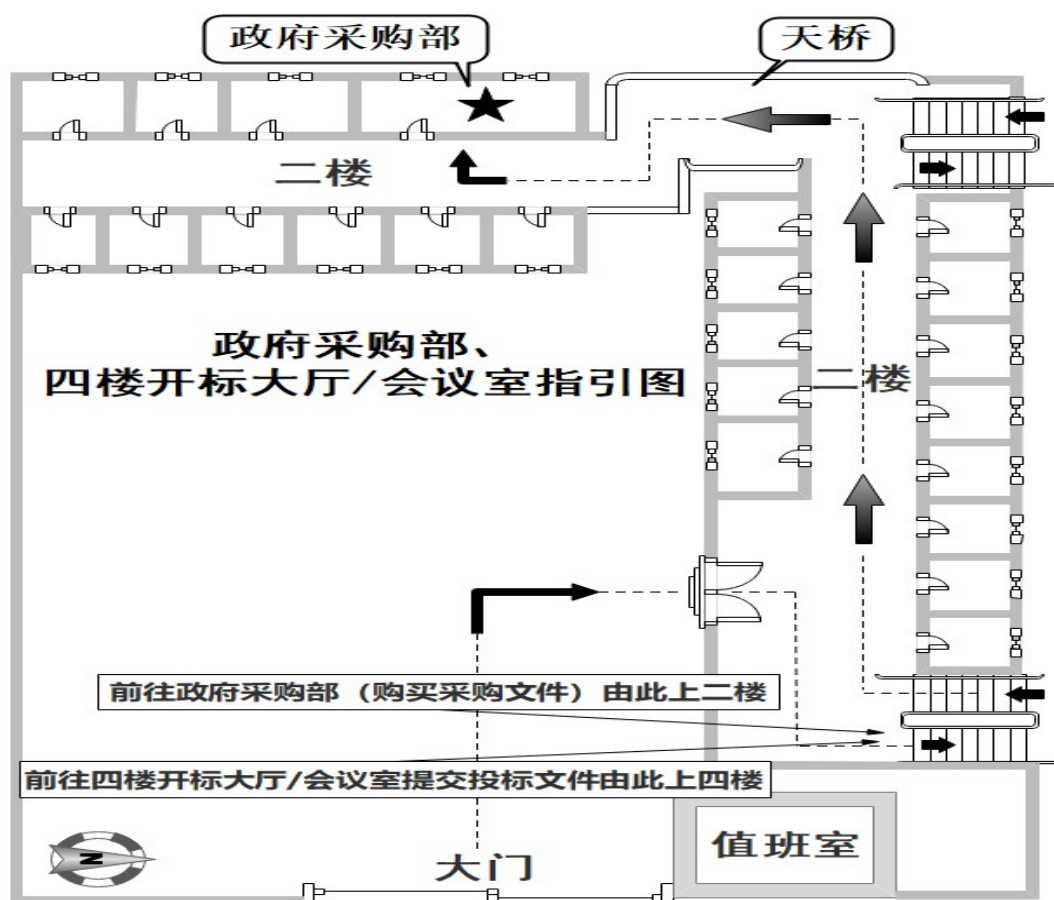 政府采购部
天桥
二楼
政府采购部、
四楼开标大厅/会议室指引图
二楼
前往政府采购部（购买采购文件）由此上二楼
前往四楼开标大厅/会议室提交投标文件由此上四楼
N
大门
值班室